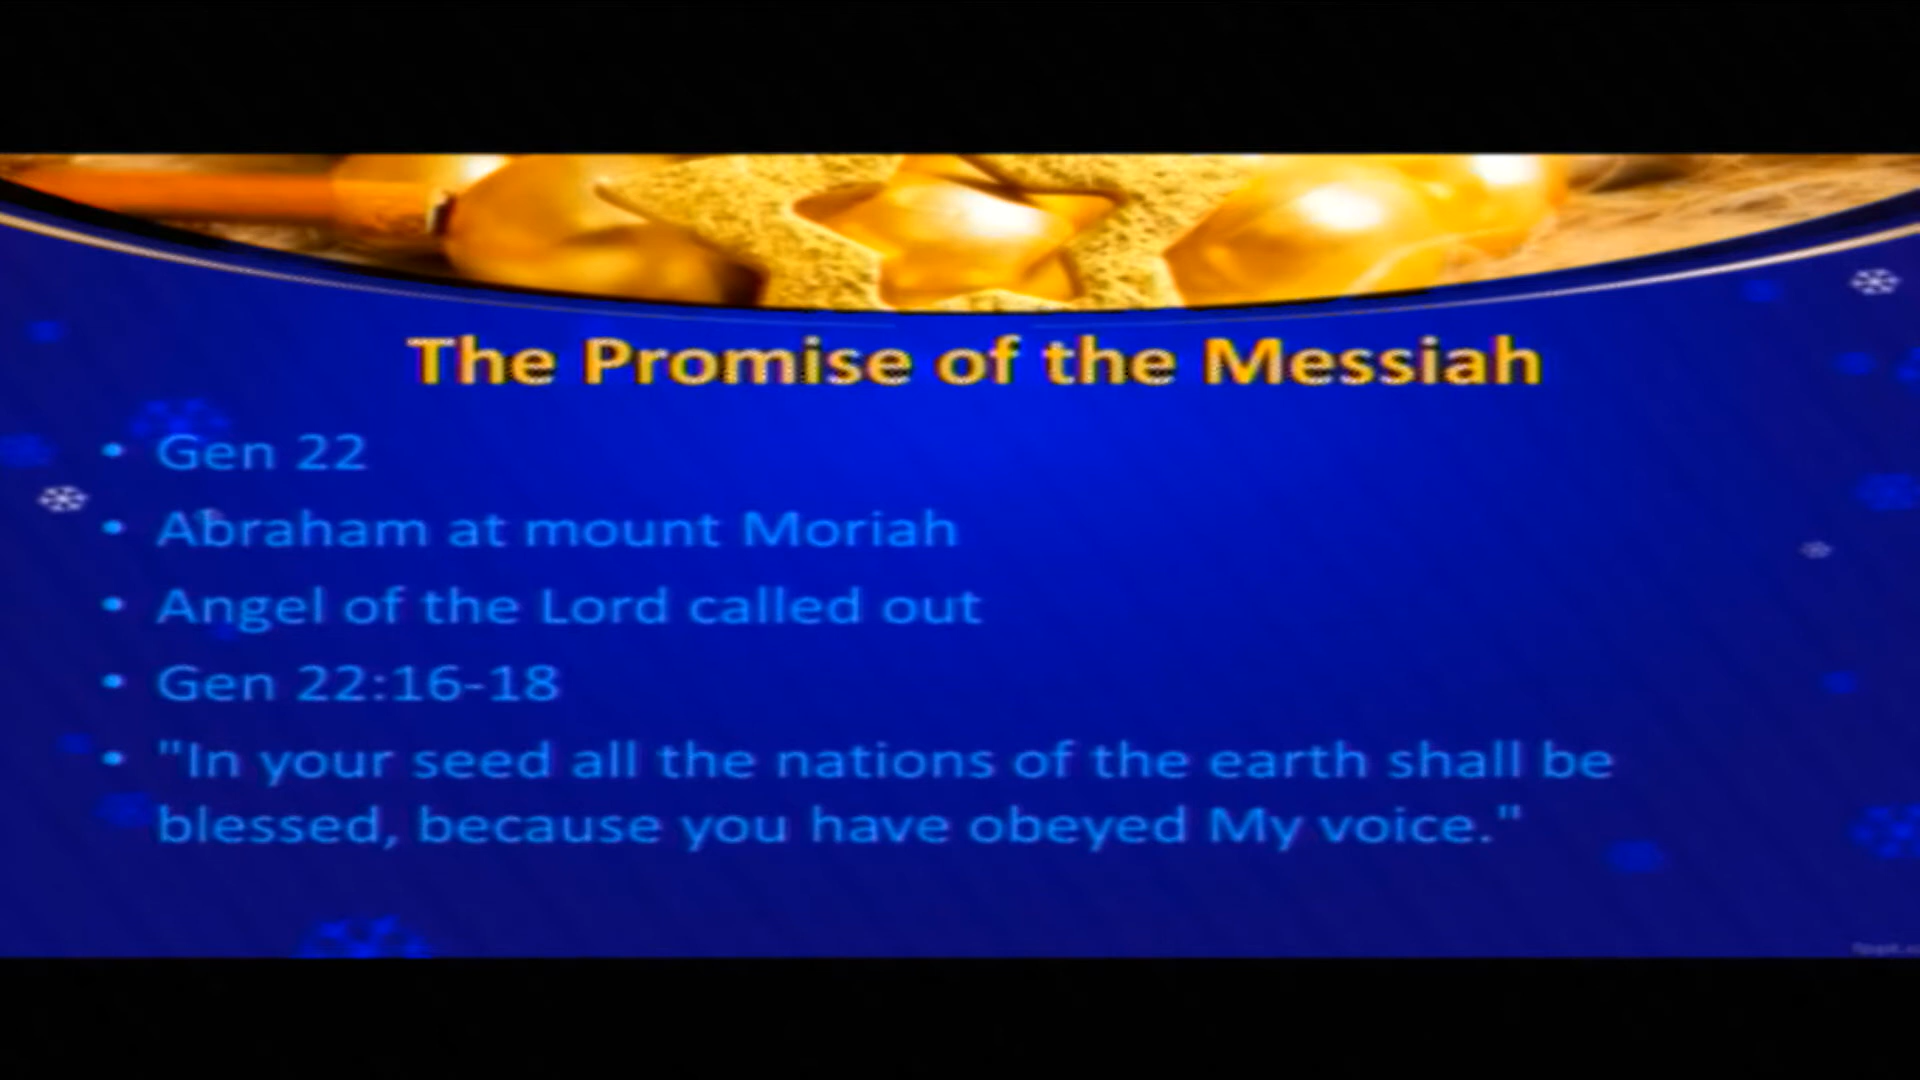 The Promise of the Messiah
• Gen 22
• Abraham at mount Moriah
• Angel of the Lord called out
• Gen 22:16-18
• "In your seed all the nations of the earth shall be
blessed, because you have obeyed My voice."